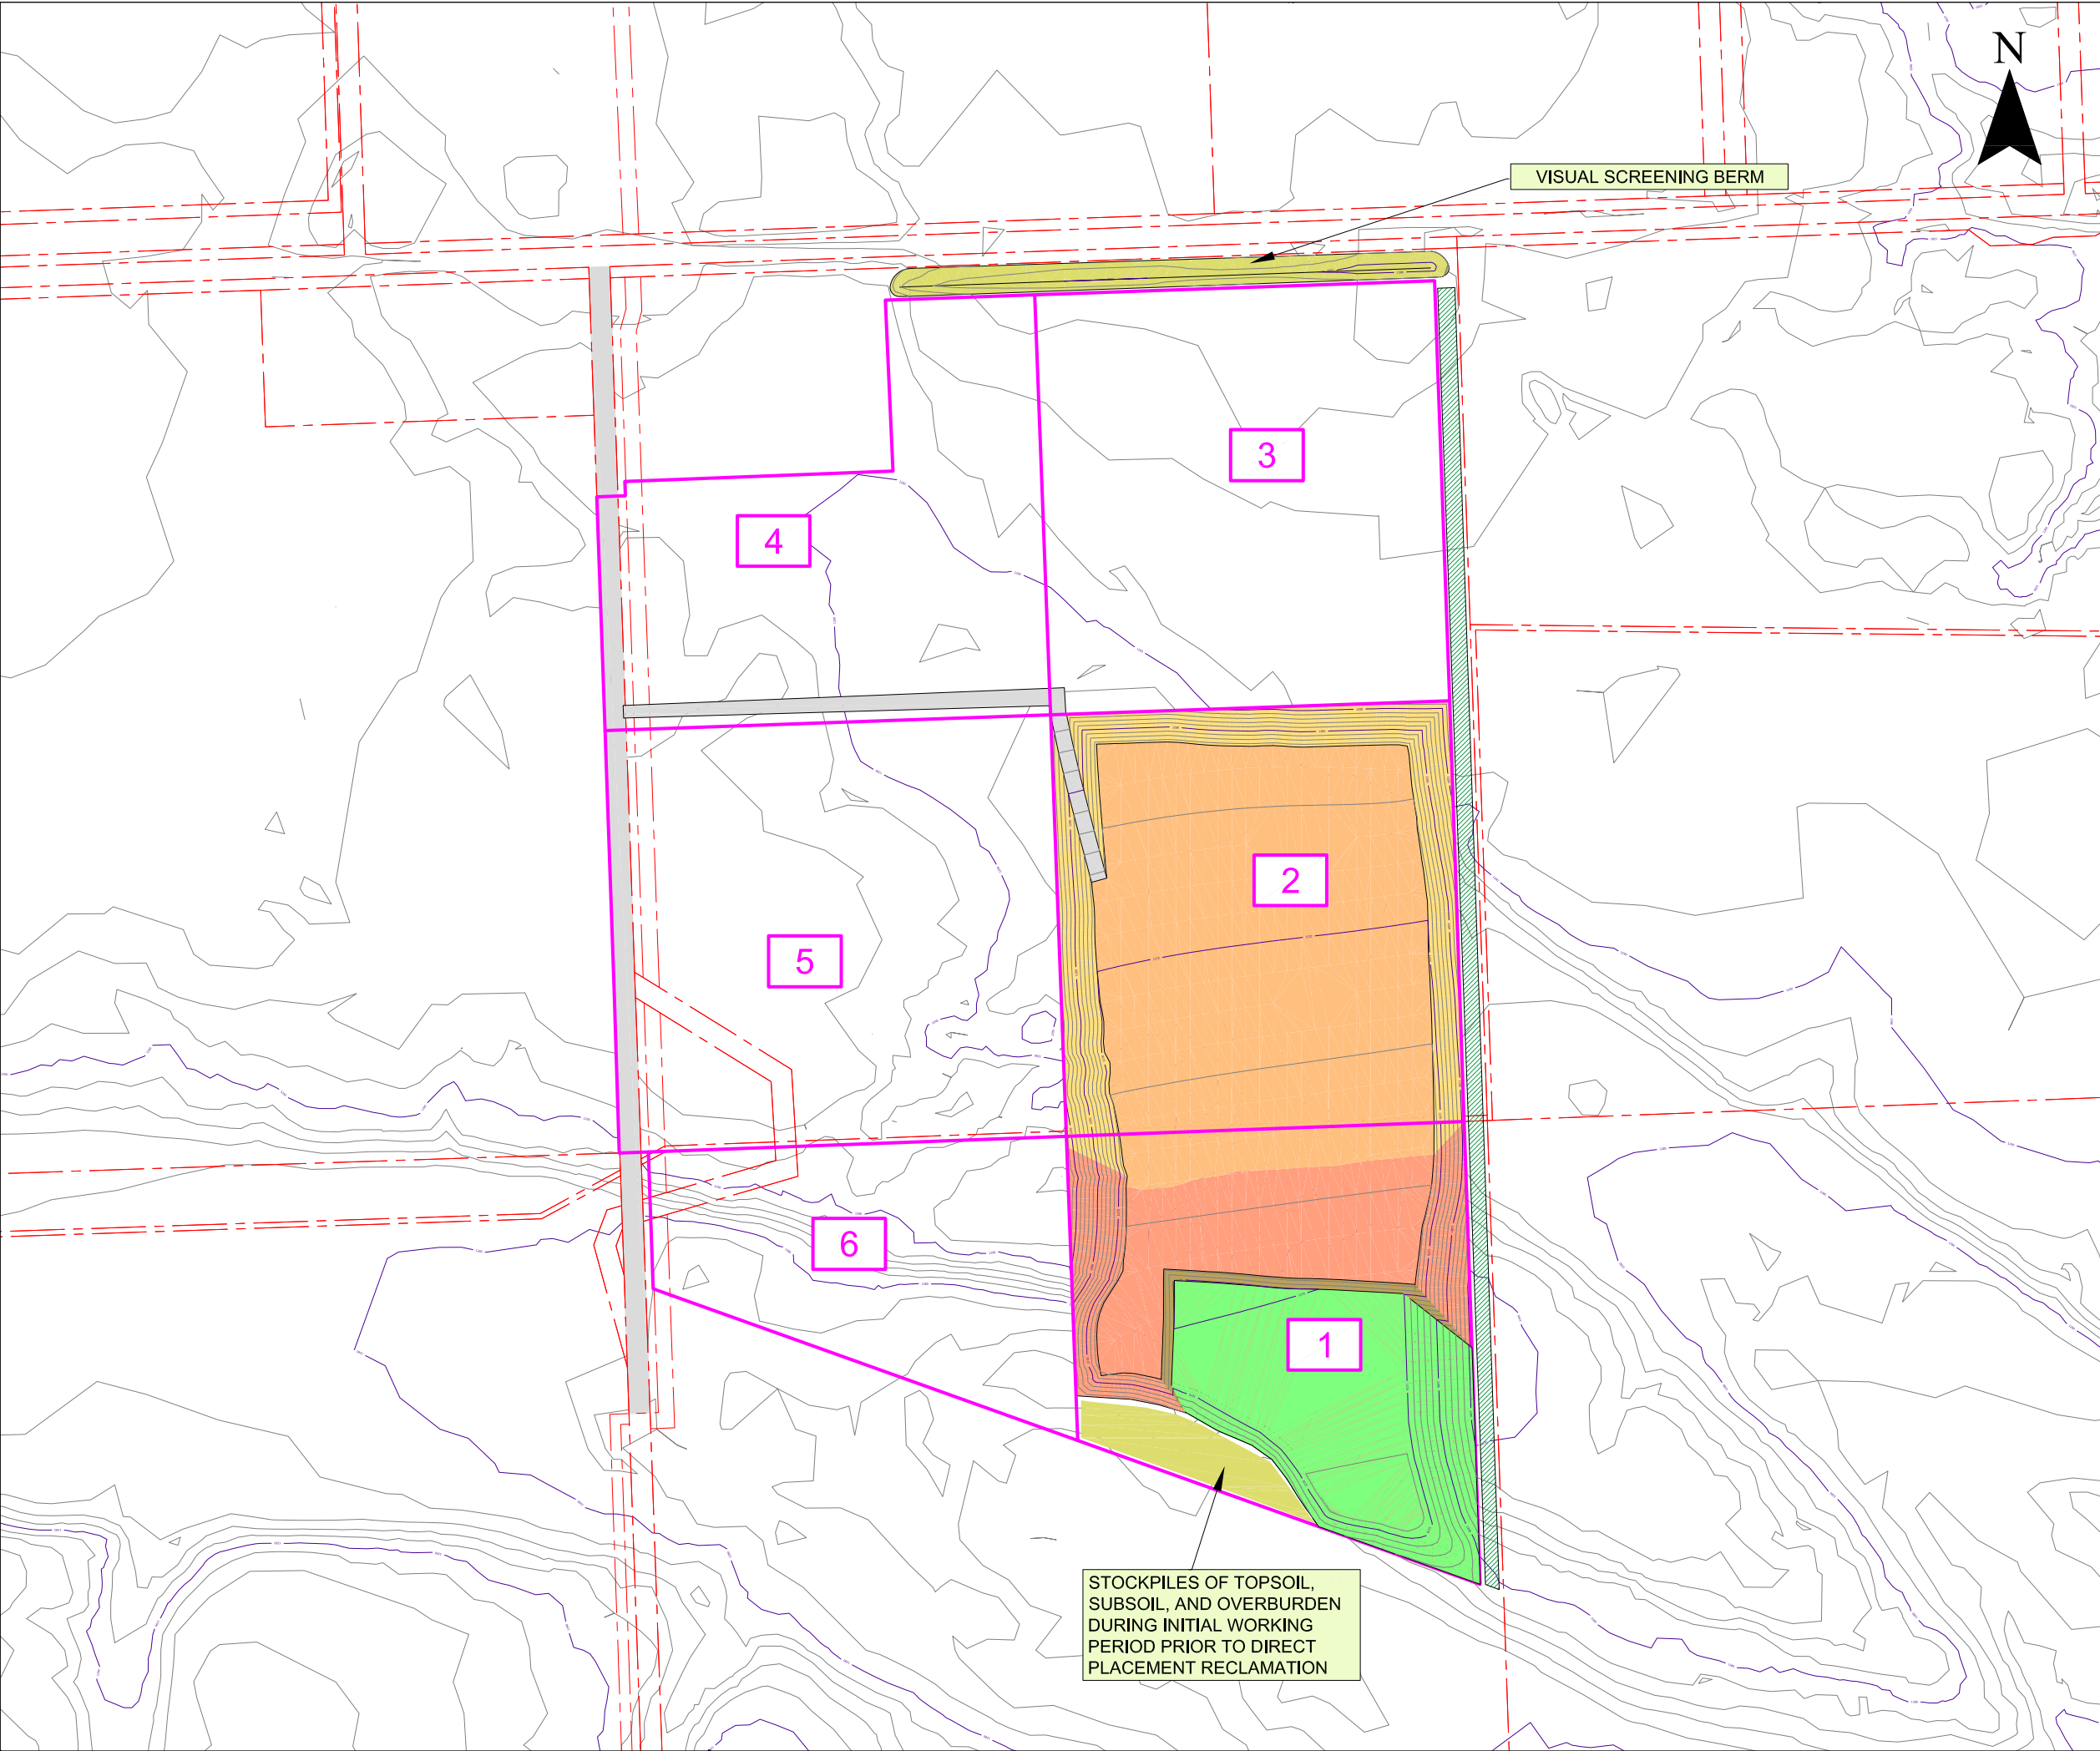 N
VISUAL SCREENING BERM
3
4
2
5
6
1
STOCKPILES OF TOPSOIL,
SUBSOIL, AND OVERBURDEN
DURING INITIAL WORKING
PERIOD PRIOR TO DIRECT
PLACEMENT RECLAMATION